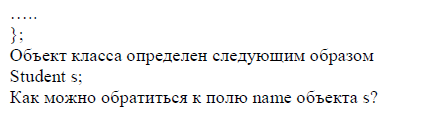 …..
};
Объект класса определен следующим образом
Student s;
Как можно обратиться к полю name объекта s?